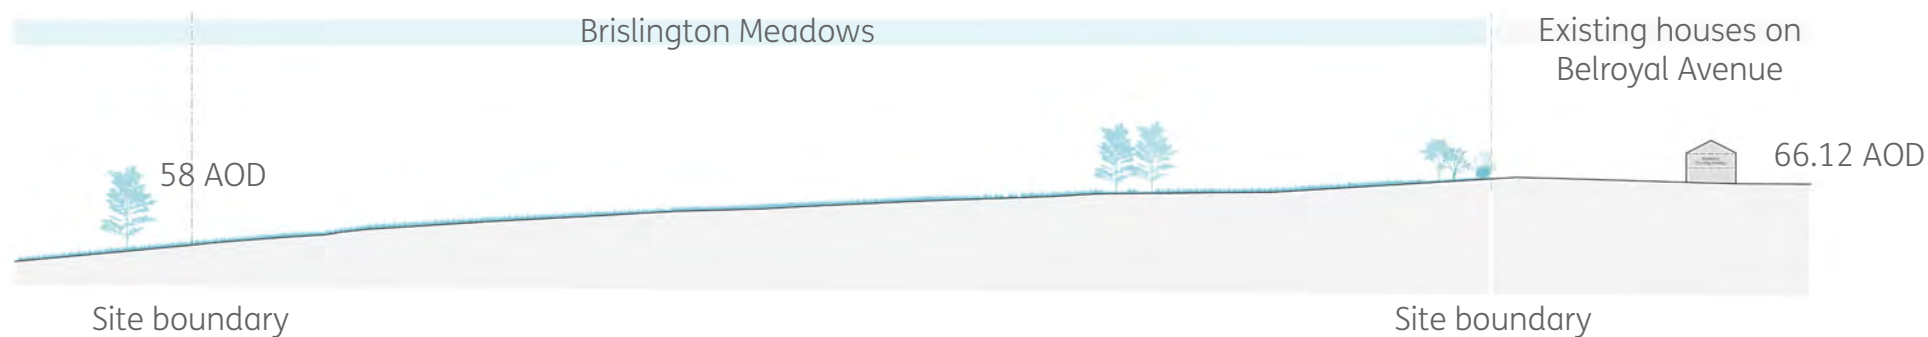 Brislington Meadows
Existing houses on
Belroyal Avenue
58 AOD
66.12 AOD
Site boundary
Site boundary